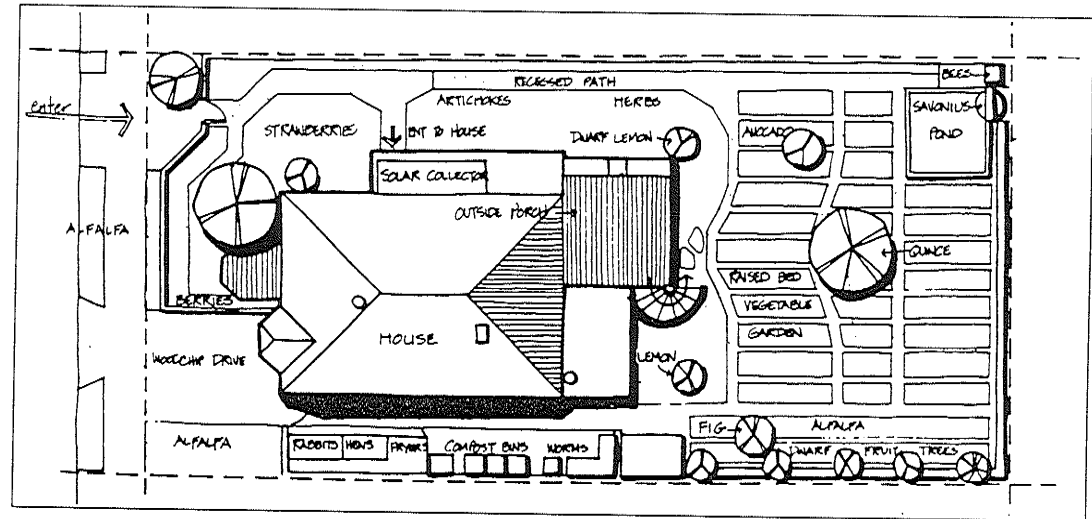 BEES
RECESSED PATH
enter
ARTICHOKES
HERBS
SAVONIUS
POND
STRAWBERRIES
ENT TO HOUSE
DWARF LEMON
AVOCADO
SOLAR COLLECTOR
OUTSIDE PORCH
ALFALFA
QUINCE
RAISED BED
VEGETABLE
GARDEN
BERRIES
HOUSE
WOODCHIP DRIVE
LEMON
FIG
ALFALFA
ALFALFA
RABBITS
HENS
FRYERS
COMPOST BINS
WORMS
DWARF FRUIT TREES